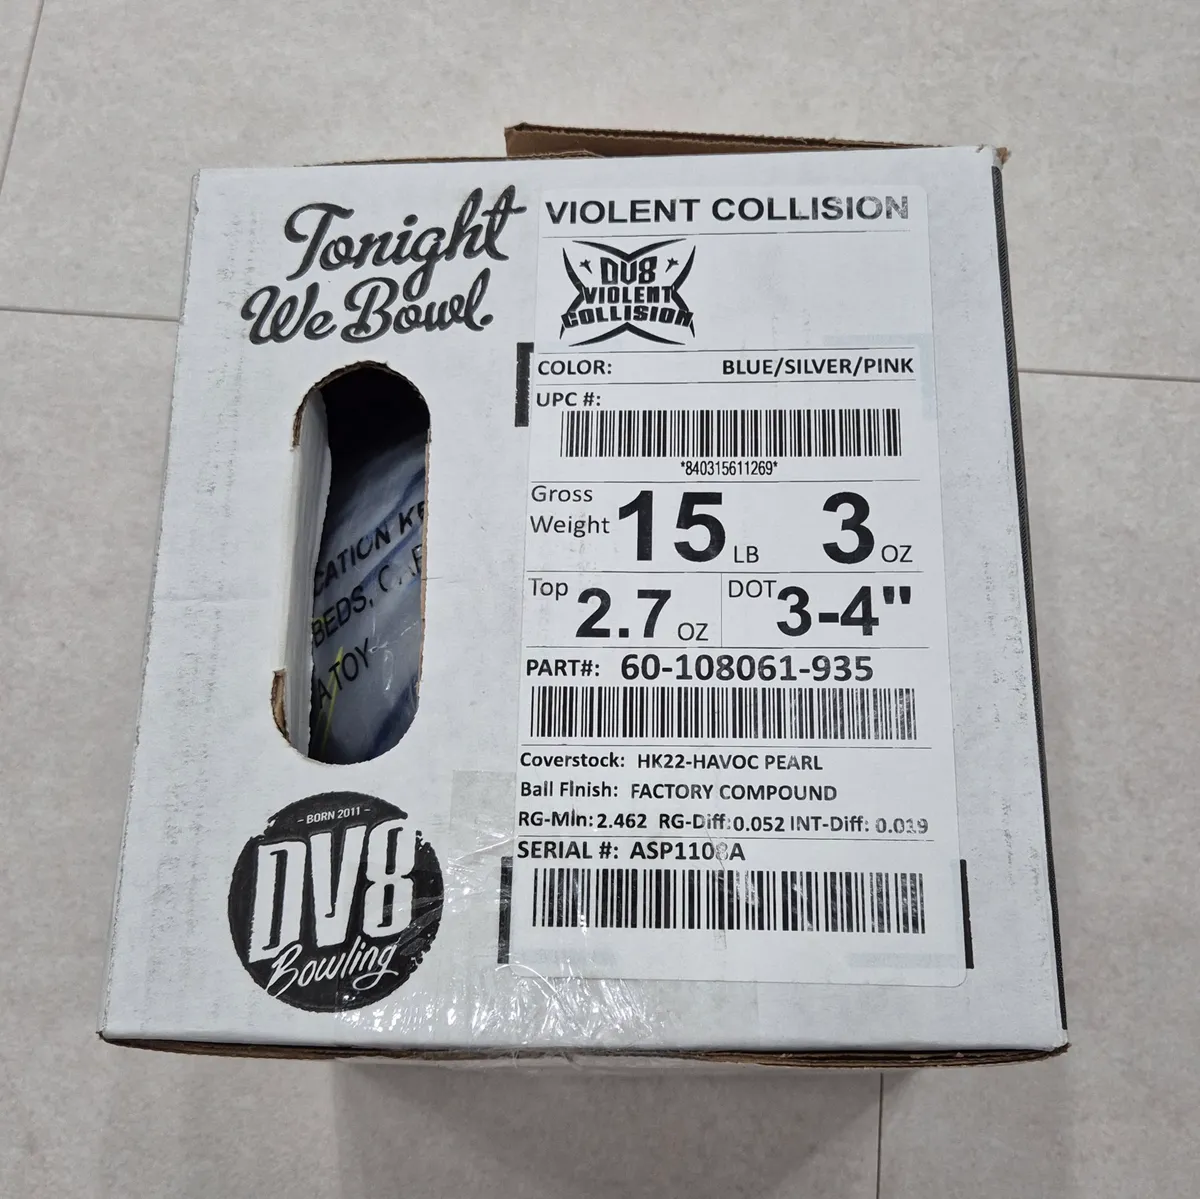 Tonight
We Bowl.
VIOLENT COLLISION
DV8
VIOLENT
COLLISION
COLOR: BLUE/SILVER/PINK
UPC #:
*840315611269*
Gross
Weight 15 LB 3 OZ
Top 2.7 OZ DOT 3-4"
PART#: 60-108061-935
Coverstock: HK22-HAVOC PEARL
Ball Finish: FACTORY COMPOUND
RG-Min: 2.462 RG-Diff: 0.052 INT-Diff: 0.019
SERIAL #: ASP1108A
BEDS,
A TOY
- BORN 2011 -
DV8
Bowling